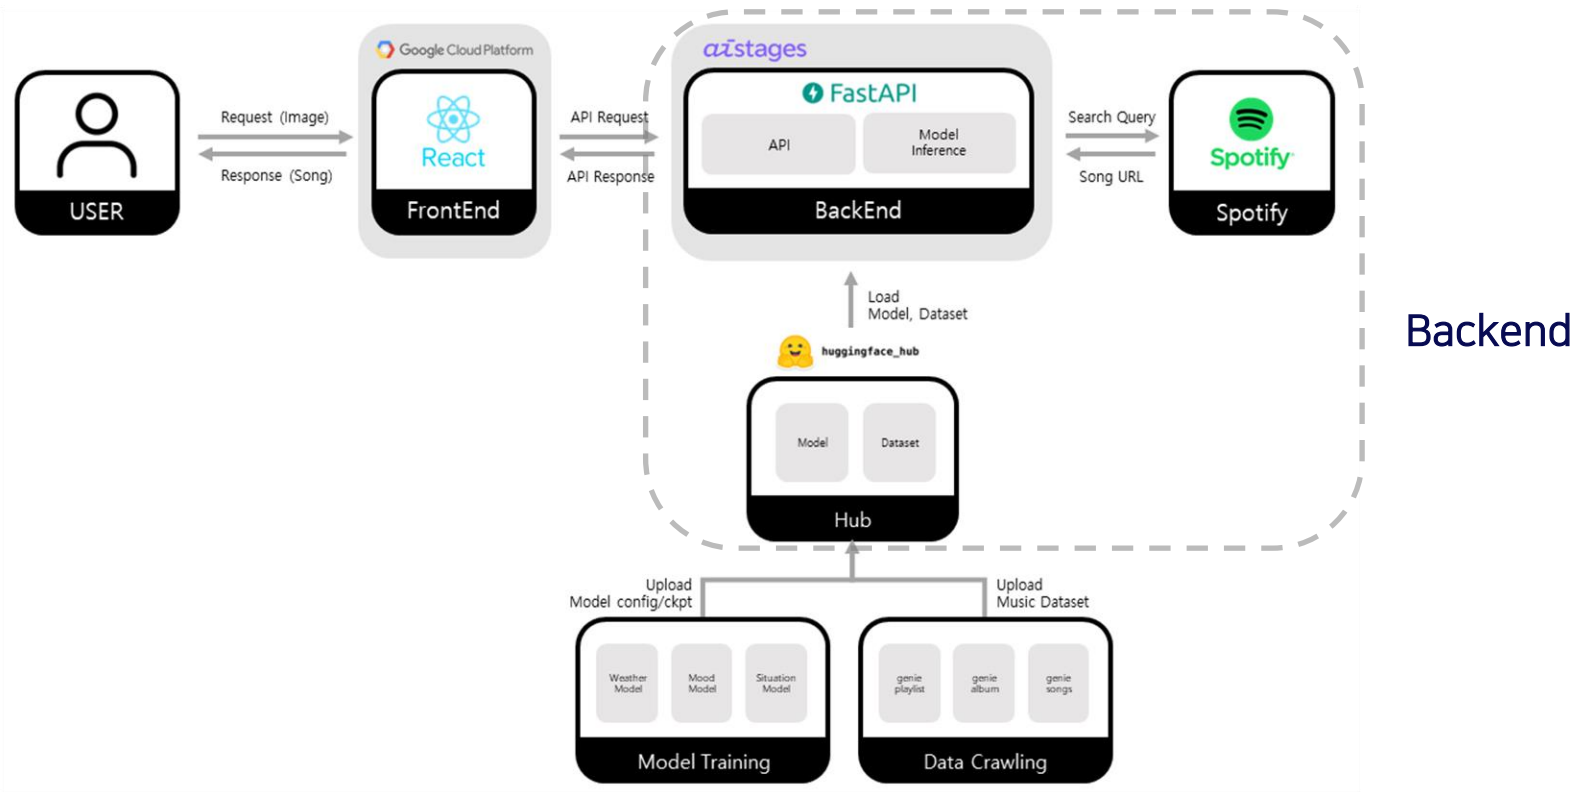 Google Cloud Platform
aistages
FastAPI
React
Spotify
Request (Image)
Response (Song)
API Request
API Response
API
Model
Inference
Search Query
Song URL
USER
FrontEnd
BackEnd
Spotify
Load
Model, Dataset
huggingface_hub
Backend
Model
Dataset
Hub
Upload
Model config/ckpt
Upload
Music Dataset
Weather
Model
Mood
Model
Situation
Model
genie
playlist
genie
album
genie
songs
Model Training
Data Crawling